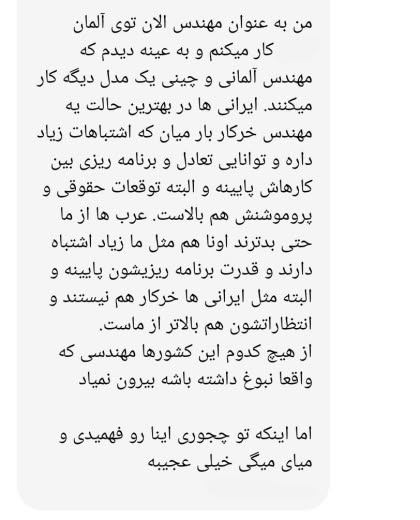 من به عنوان مهندس الان توی آلمان
کار میکنم و به عینه دیدم که
مهندس آلمانی و چینی یک مدل دیگه کار
میکنند. ایرانی ها در بهترین حالت یه
مهندس خرکار بار میان که اشتباهات زیاد
داره و توانایی تعادل و برنامه ریزی بین
کارهاش پایینه و البته توقعات حقوقی و
پروموشنش هم بالاست. عرب ها از ما
حتی بدترند اونا هم مثل ما زیاد اشتباه
دارند و قدرت برنامه ریزیشون پایینه و
البته مثل ایرانی ها خرکار هم نیستند و
انتظاراتشون هم بالاتر از ماست.
از هیچ کدوم این کشورها مهندسی که
واقعا نبوغ داشته باشه بیرون نمیاد
اما اینکه تو چجوری اینا رو فهمیدی و
میای میگی خیلی عجیبه